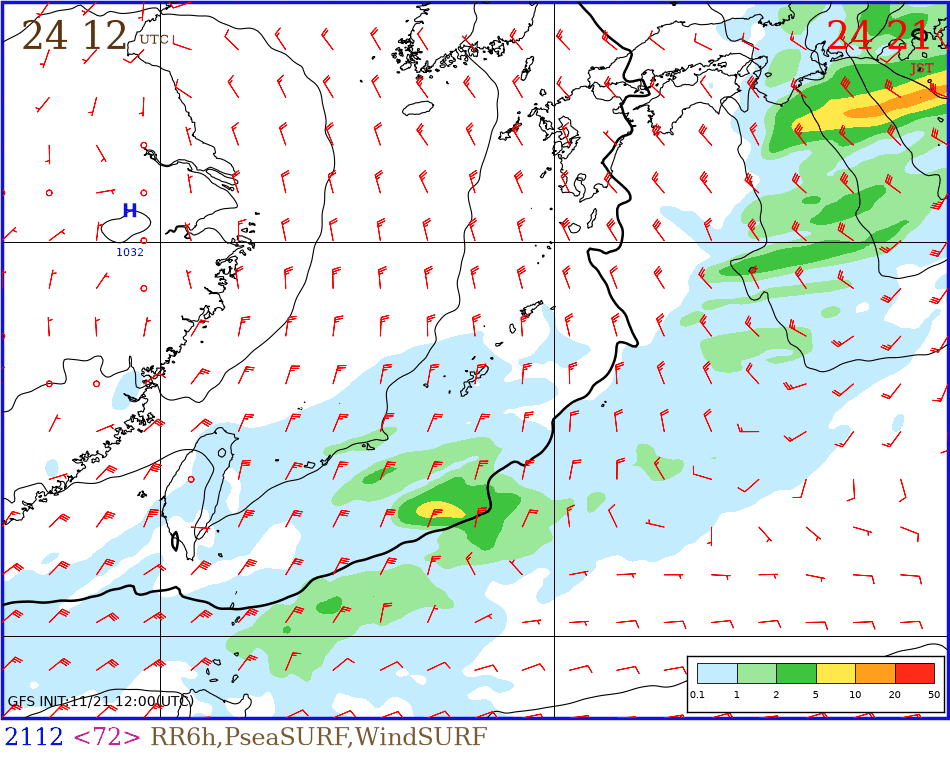 24 12 UTC 24 21
JST
H
1032
0.1 1 2 5 10 20 50
GFS INIT:11/21.12:00(UTC)
2112 <72> RR6h,PseaSURF,WindSURF